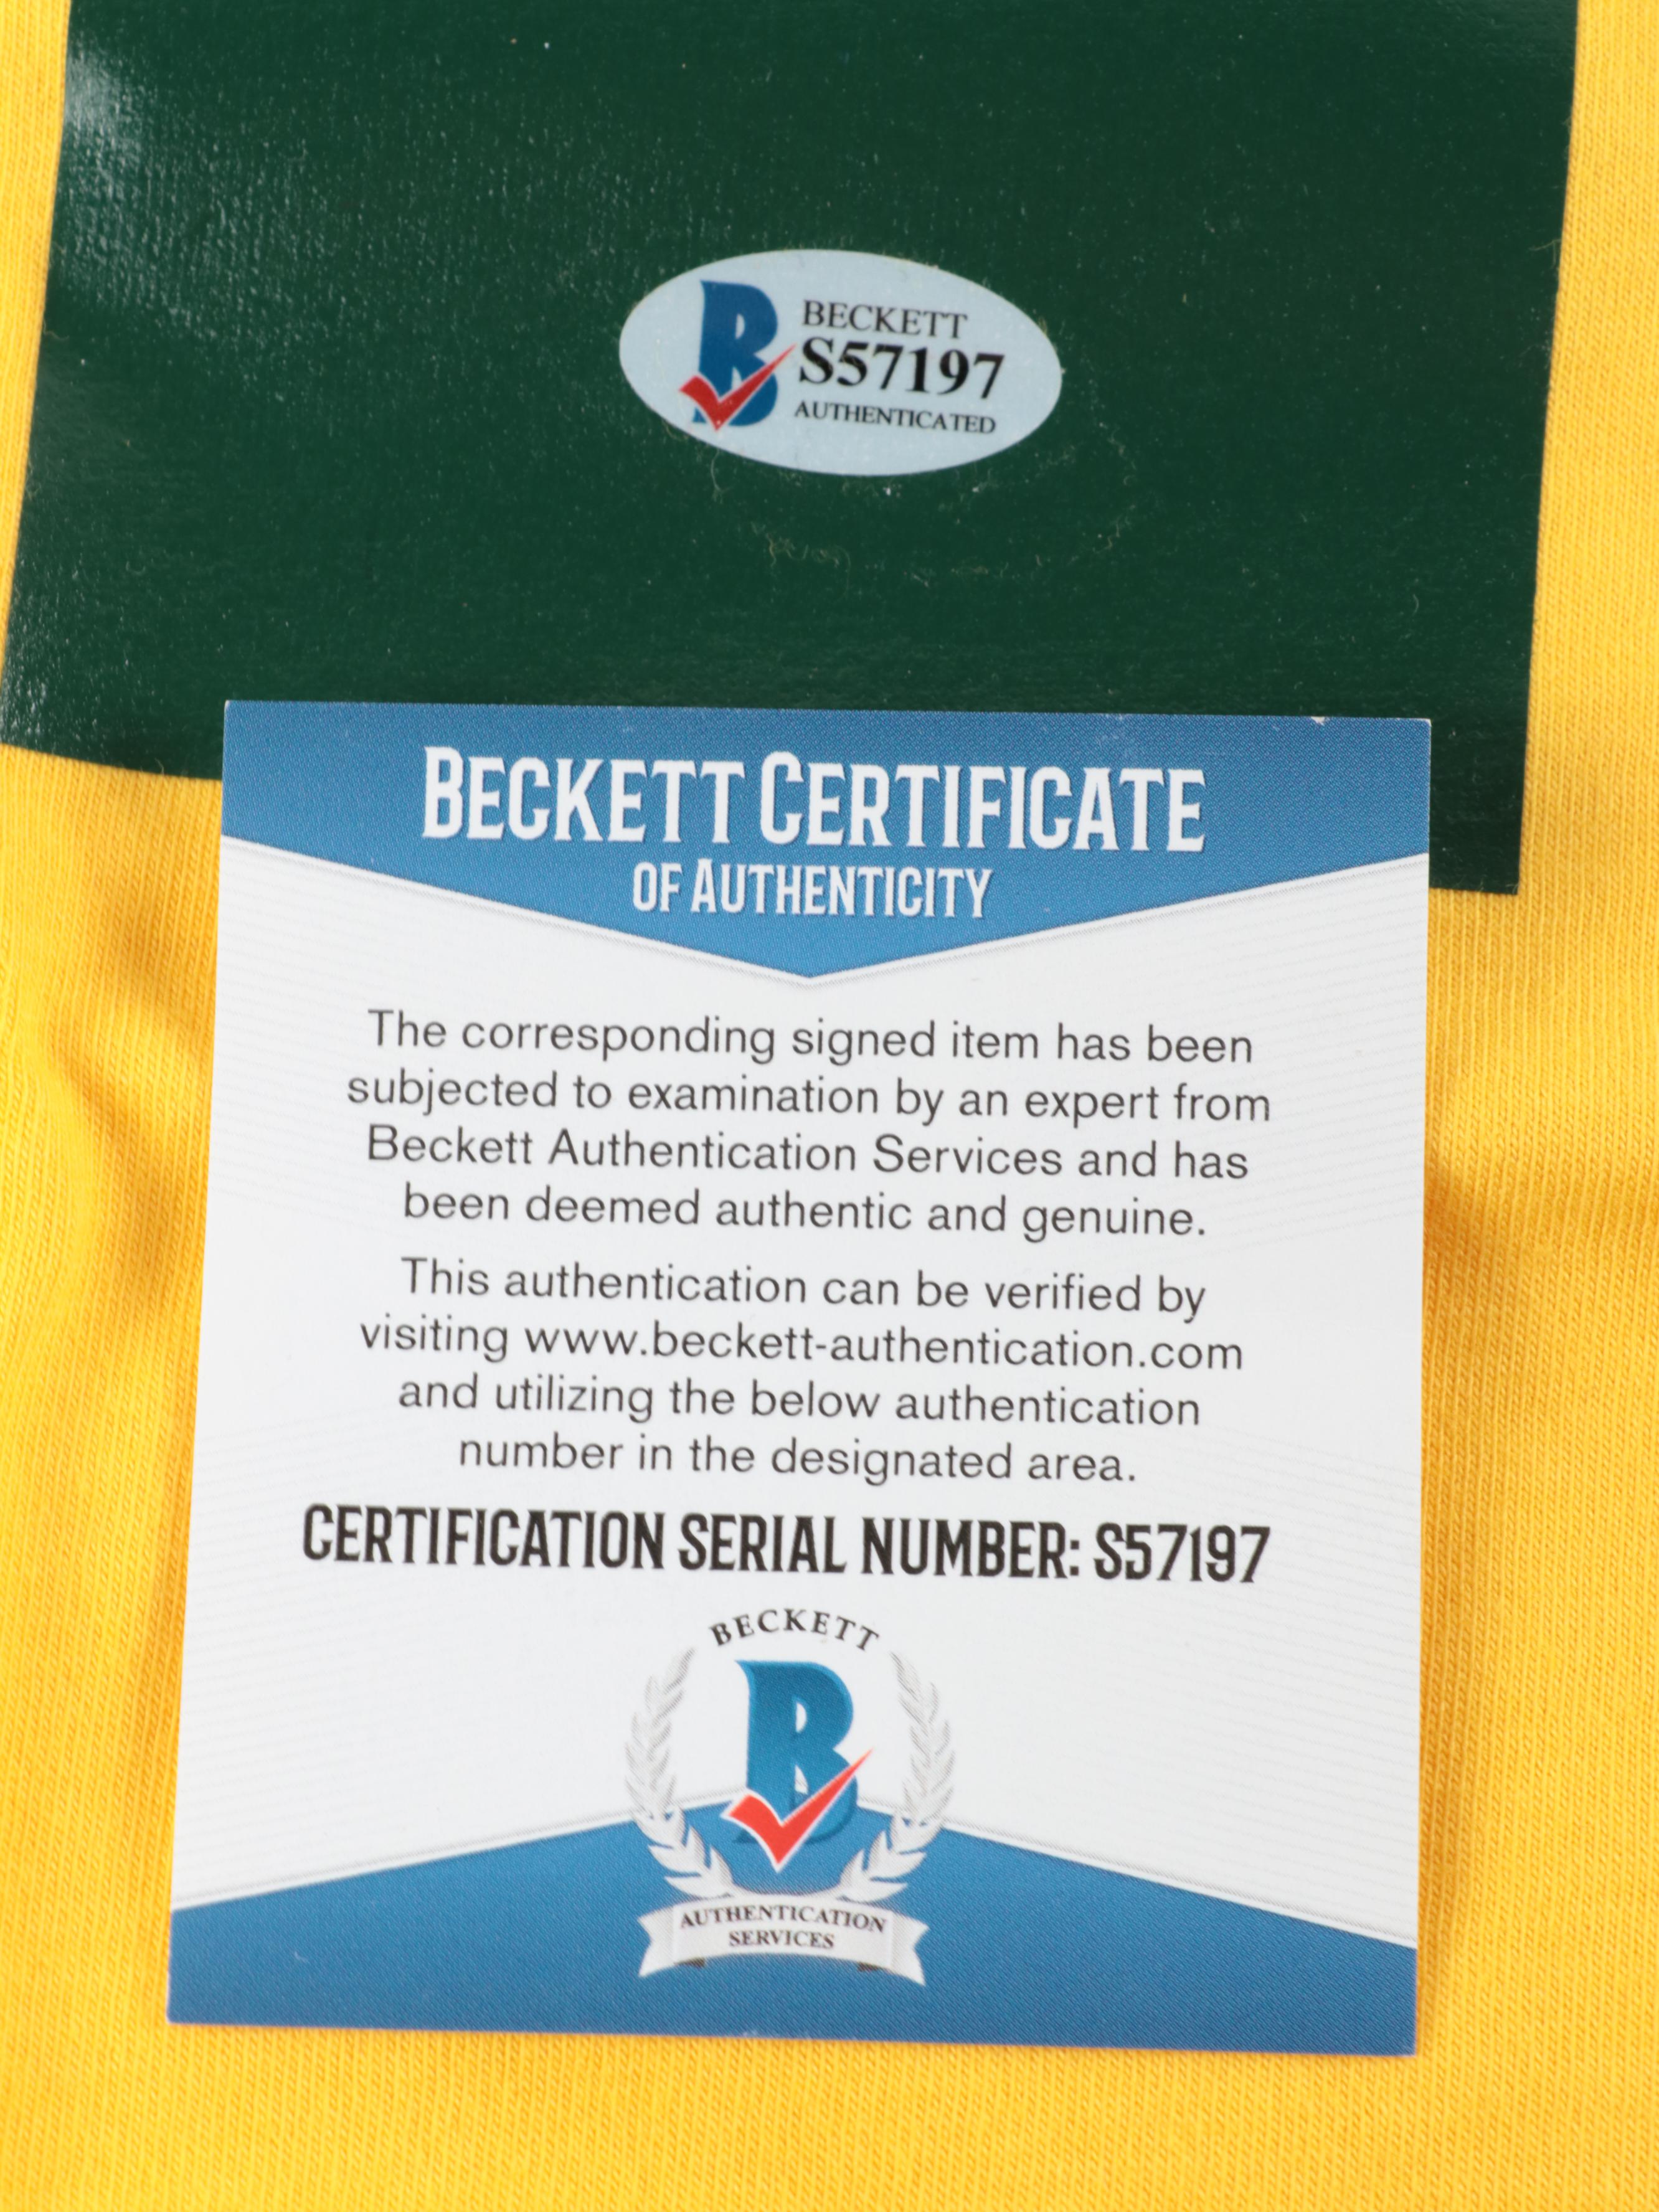 BECKETT
S57197
AUTHENTICATED
BECKETT CERTIFICATE
OF AUTHENTICITY
The corresponding signed item has been
subjected to examination by an expert from
Beckett Authentication Services and has
been deemed authentic and genuine.
This authentication can be verified by
visiting www.beckett-authentication.com
and utilizing the below authentication
number in the designated area.
CERTIFICATION SERIAL NUMBER: S57197
BECKETT
B
AUTHENTICATION
SERVICES